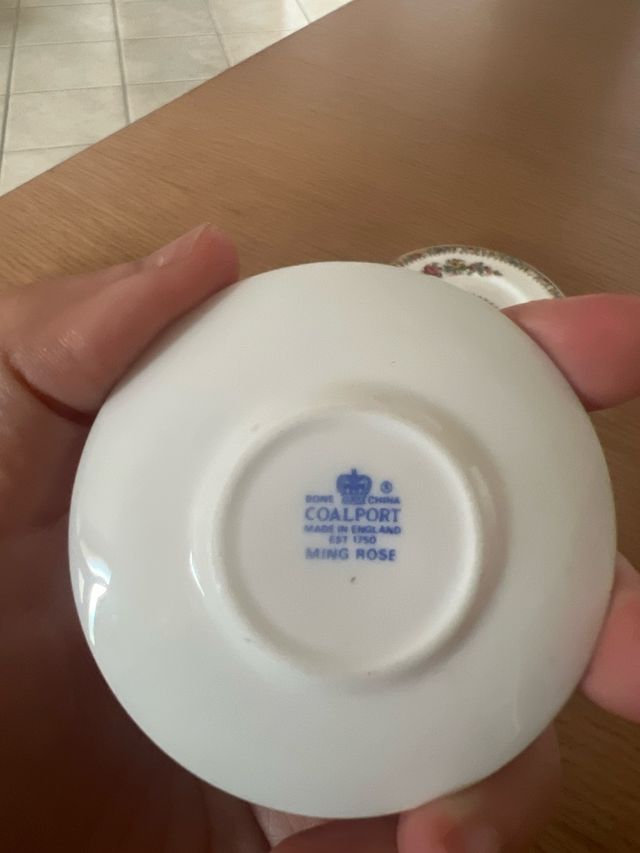 BONE CHINA
COALPORT
MADE IN ENGLAND
EST 1750
MING ROSE